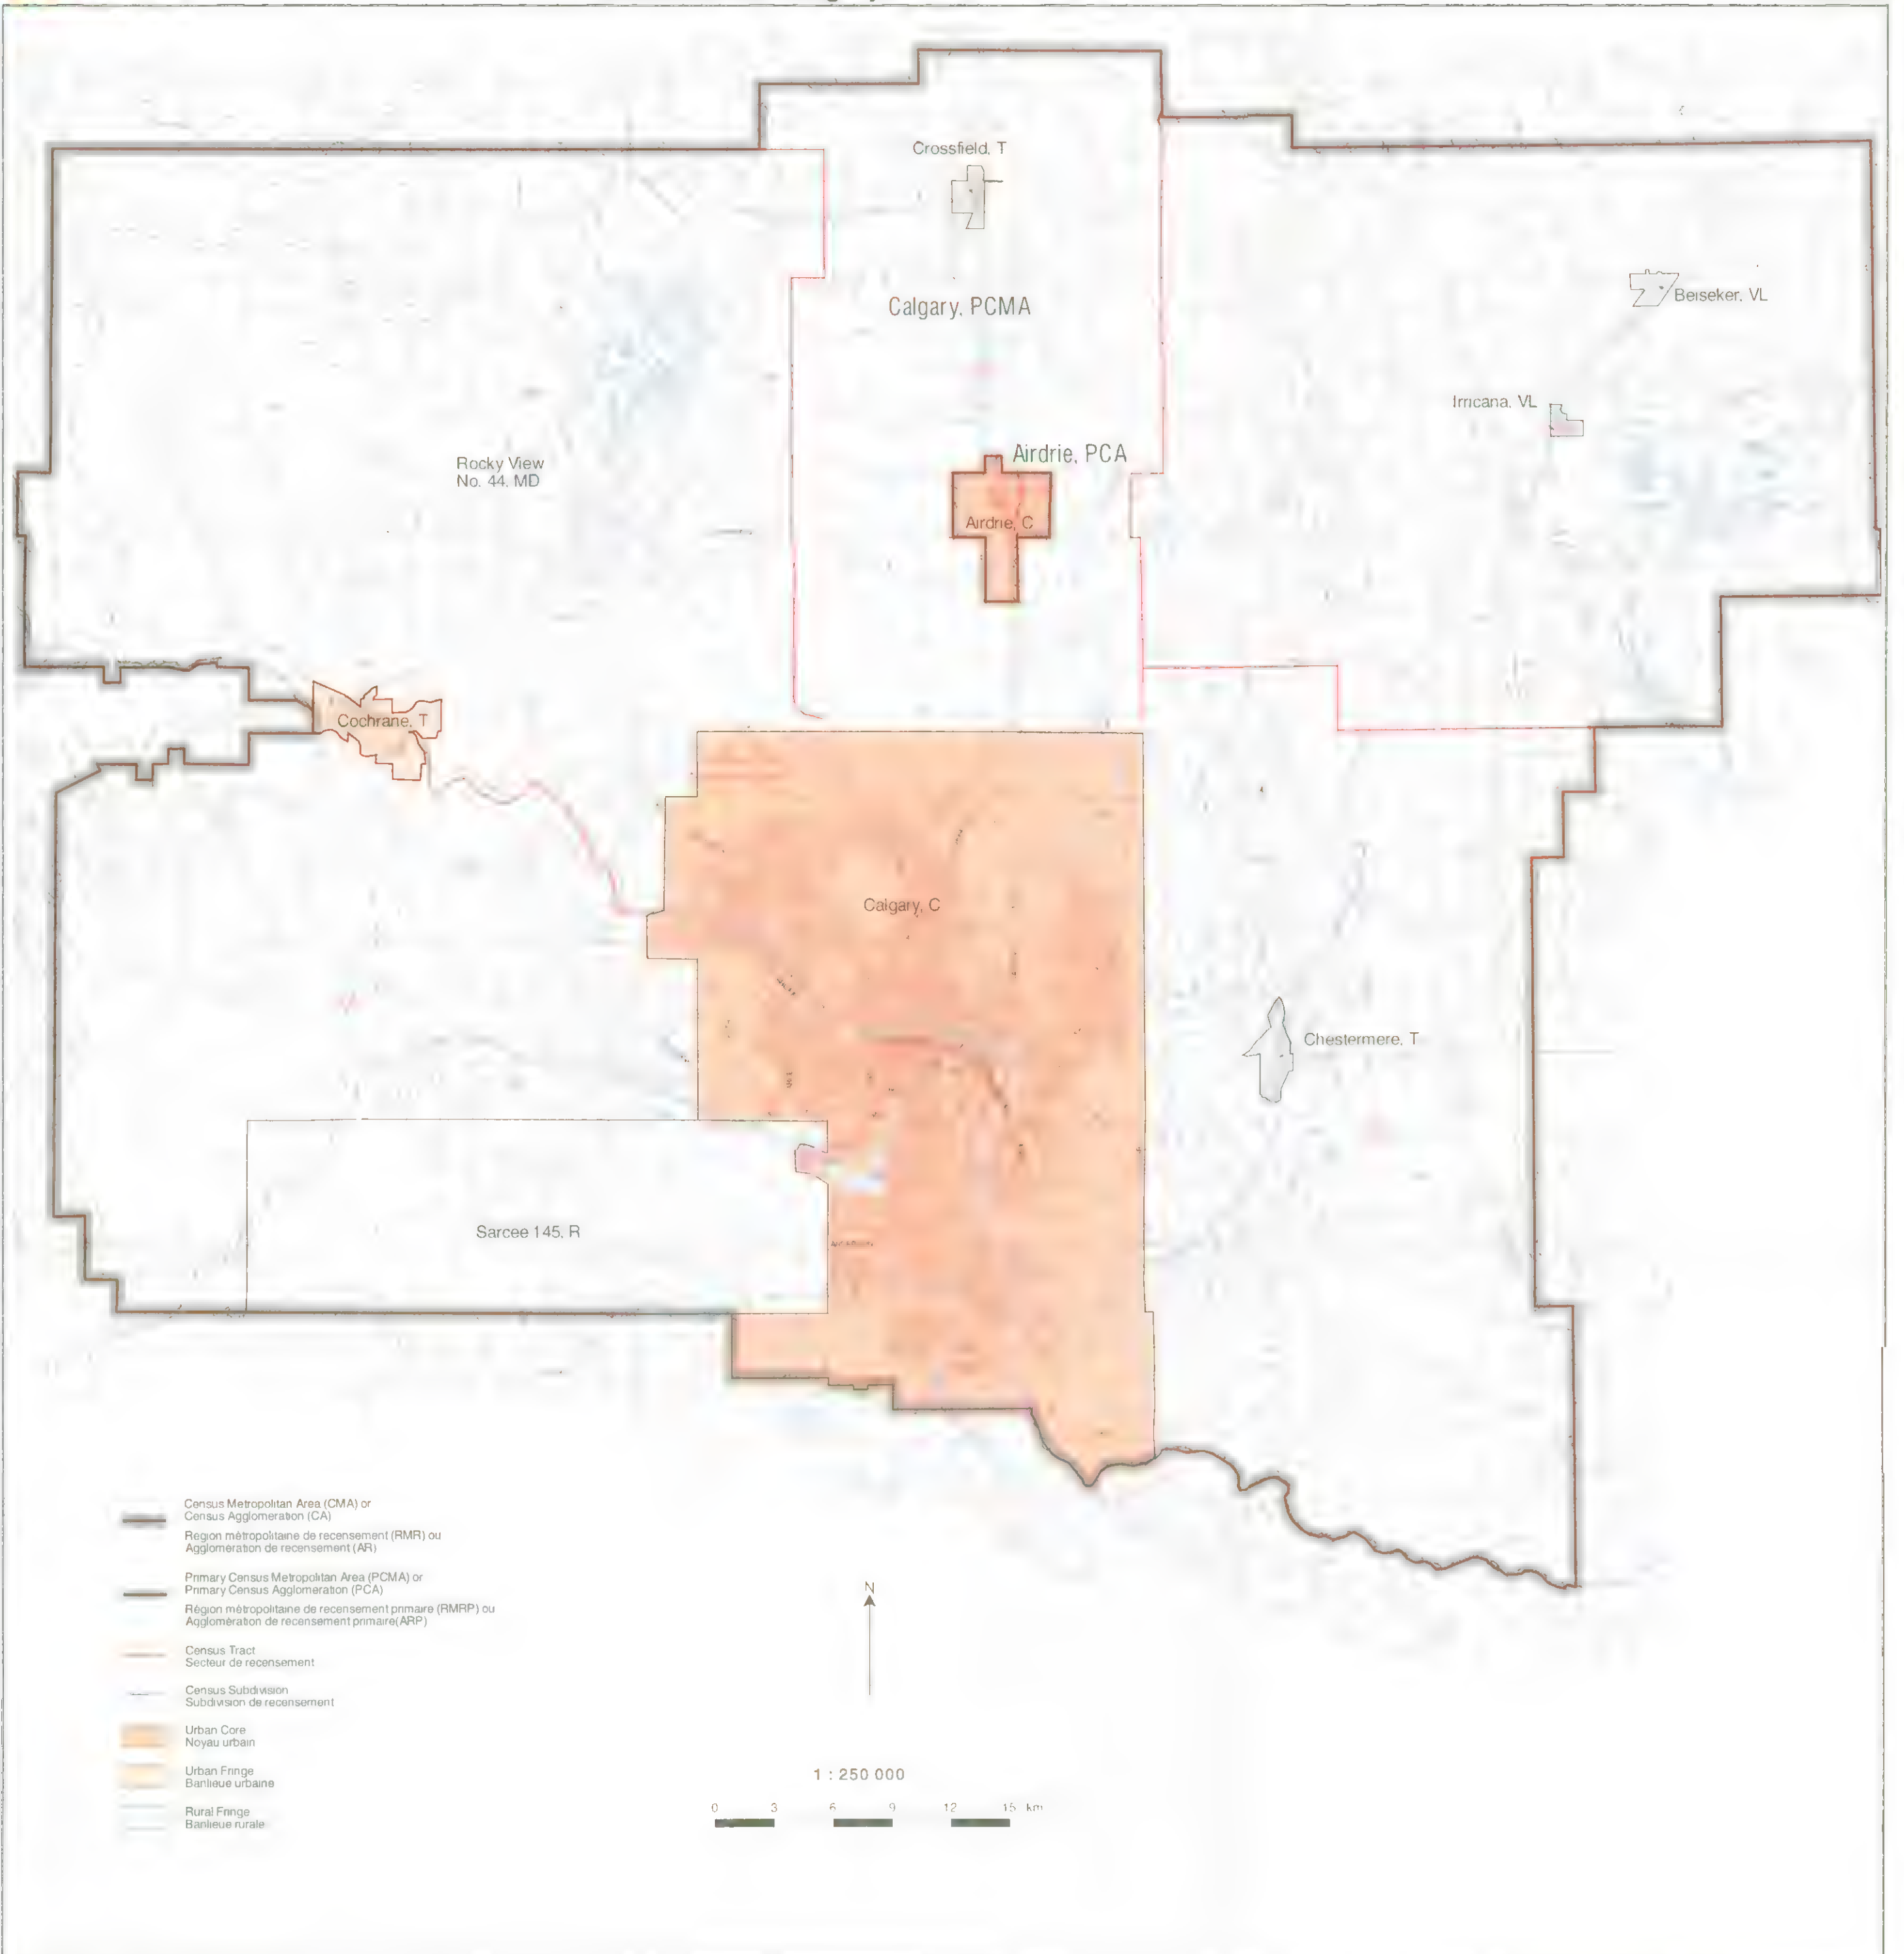 Crossfield, T
Calgary, PCMA
Beiseker, VL
Irricana, VL
Airdrie, PCA
Rocky View
No. 44, MD
Airdrie, C
Cochrane, T
Calgary, C
Chestermere, T
Sarcee 145, R
Census Metropolitan Area (CMA) or
Census Agglomeration (CA)
Région métropolitaine de recensement (RMR) ou
Agglomération de recensement (AR)
Primary Census Metropolitan Area (PCMA) or
Primary Census Agglomeration (PCA)
Région métropolitaine de recensement primaire (RMRP) ou
Agglomération de recensement primaire(ARP)
Census Tract
Secteur de recensement
Census Subdivision
Subdivision de recensement
Urban Core
Noyau urbain
Urban Fringe
Banlieue urbaine
Rural Fringe
Banlieue rurale
N
1 : 250 000
0 3 6 9 12 15 km